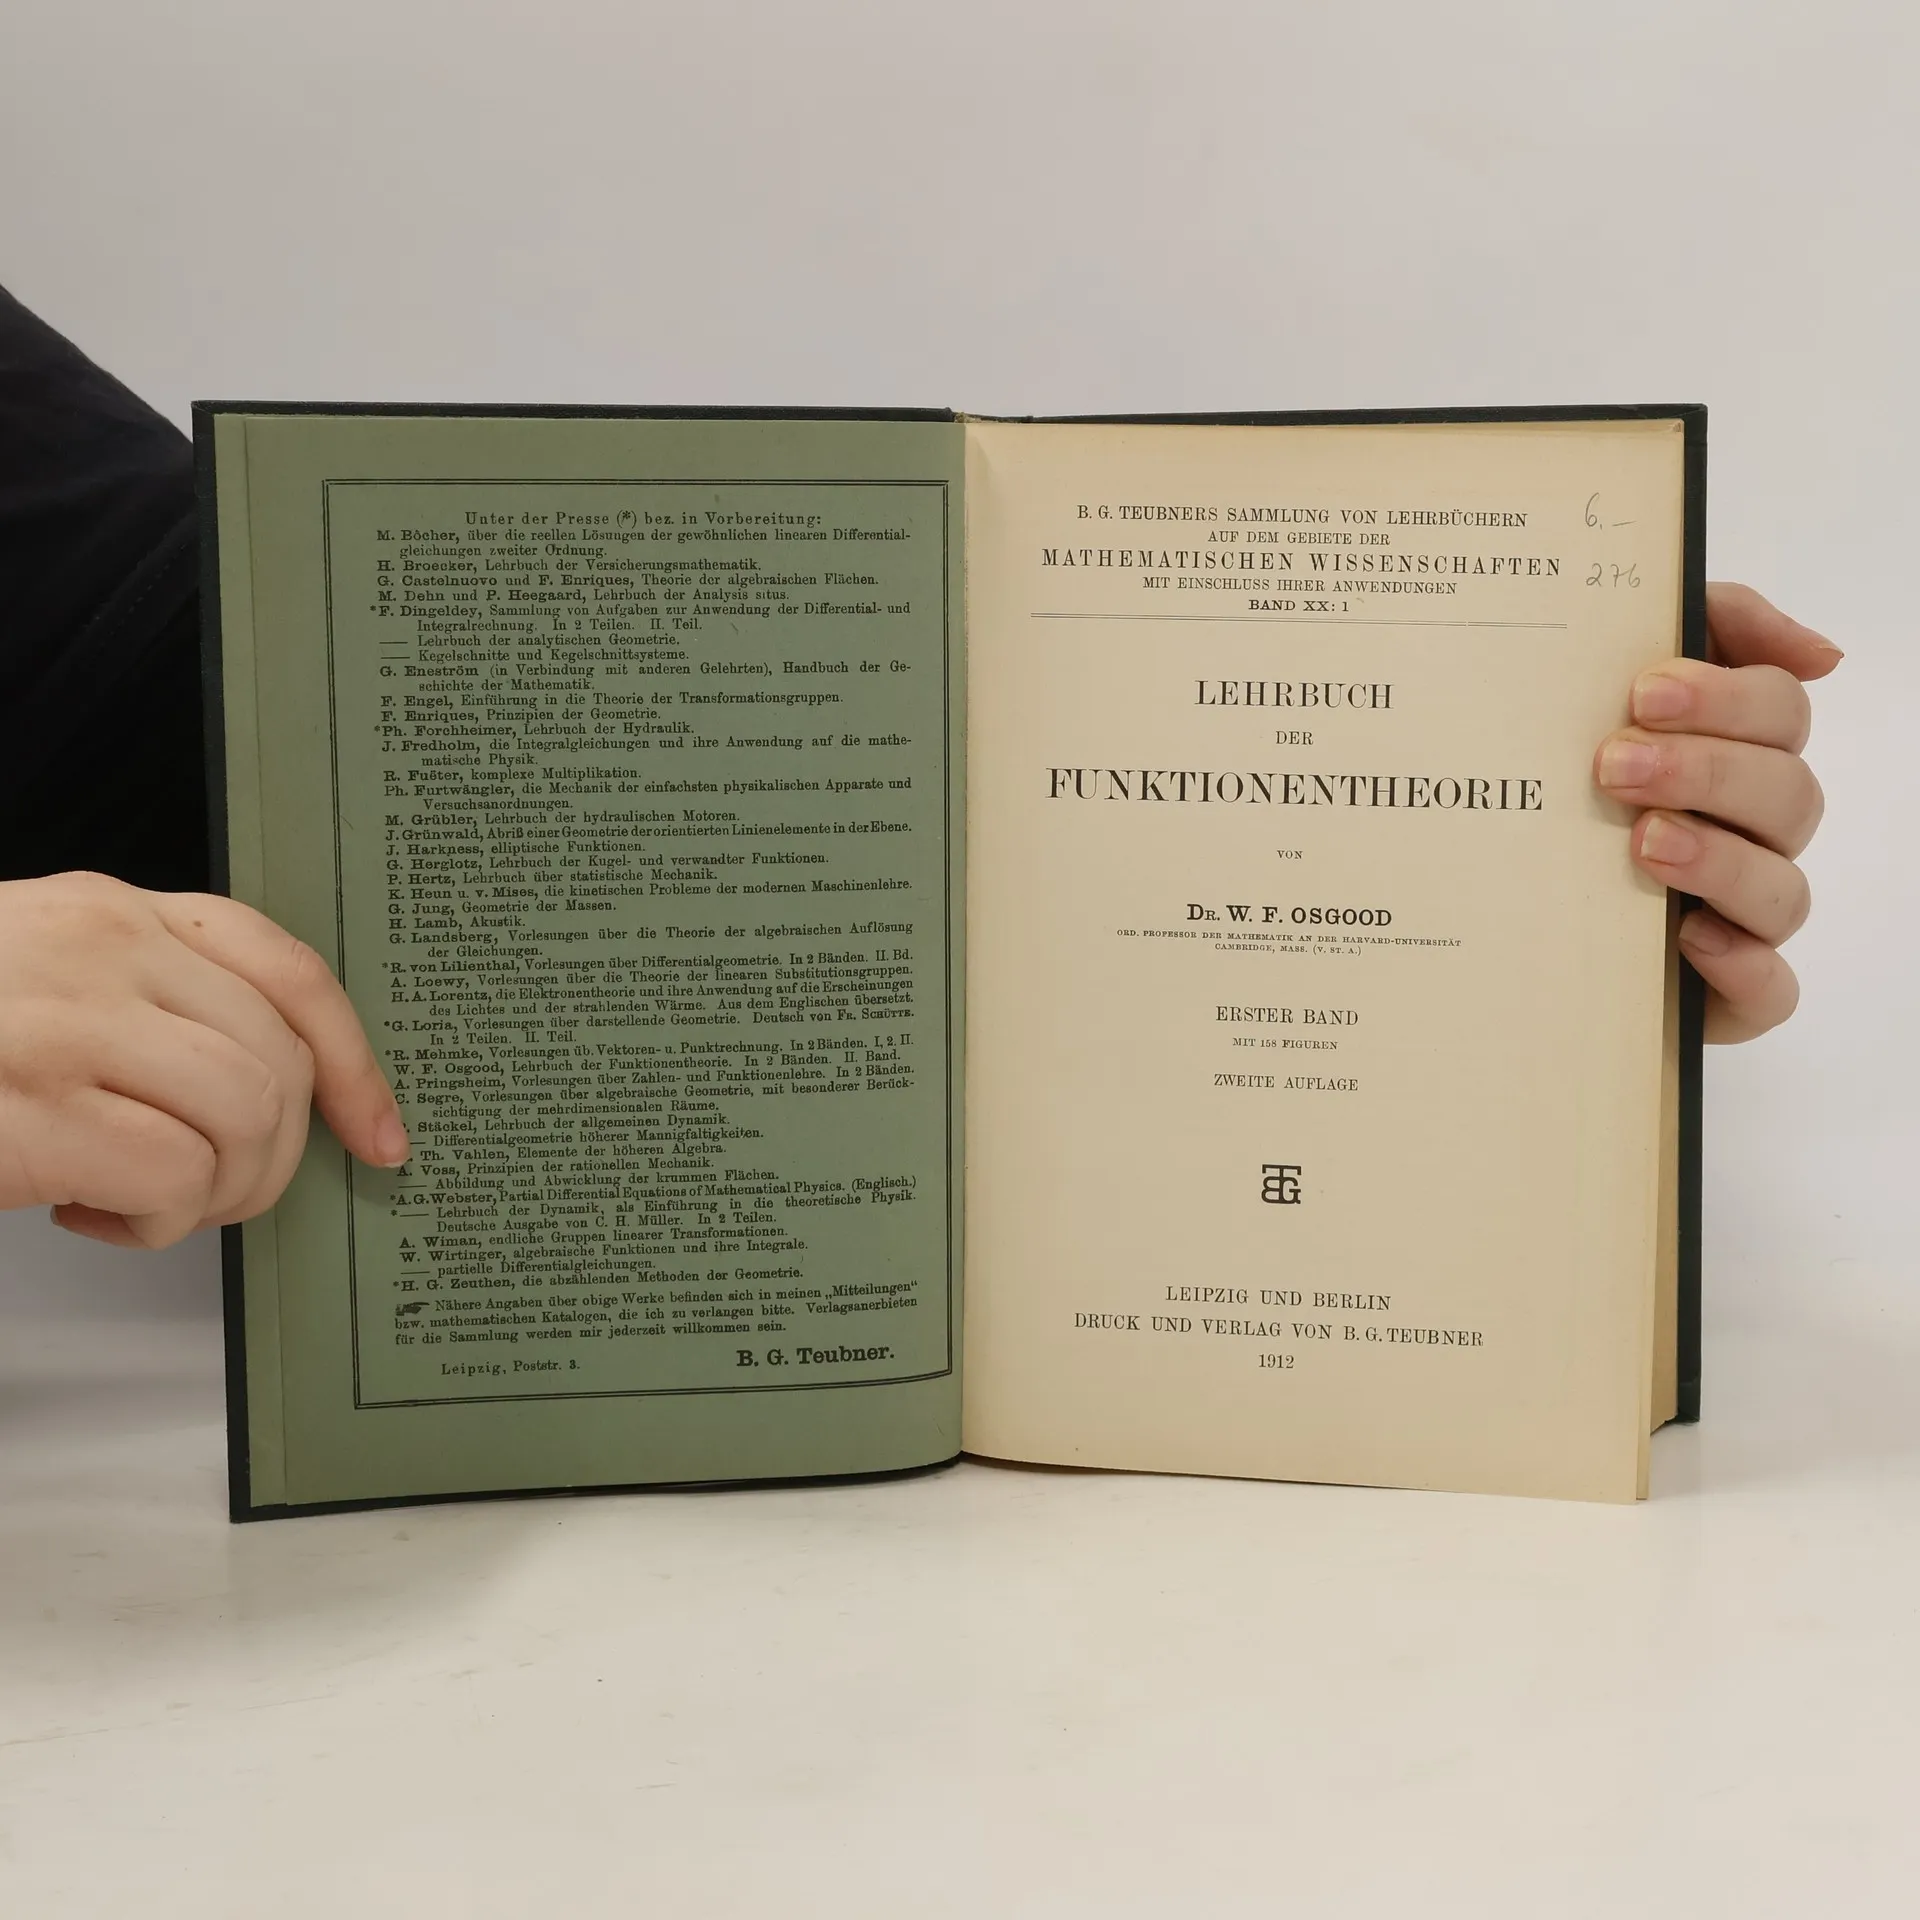 Unter der Presse (*) bez. in Vorbereitung:
M. Bôcher, über die reellen Lösungen der gewöhnlichen linearen Differential-
gleichungen zweiter Ordnung.
H. Broecker, Lehrbuch der Versicherungsmathematik.
G. Castelnuovo und F. Enriques, Theorie der algebraischen Flächen.
M. Dehn und P. Heegaard, Lehrbuch der Analysis situs.
*F. Dingeldey, Sammlung von Aufgaben zur Anwendung der Differential- und
Integralrechnung. In 2 Teilen. II. Teil.
—— Lehrbuch der analytischen Geometrie.
—— Kegelschnitte und Kegelschnittsysteme.
G. Eneström (in Verbindung mit anderen Gelehrten), Handbuch der Ge-
schichte der Mathematik.
F. Engel, Einführung in die Theorie der Transformationsgruppen.
F. Enriques, Prinzipien der Geometrie.
*Ph. Forchheimer, Lehrbuch der Hydraulik.
J. Fredholm, die Integralgleichungen und ihre Anwendung auf die mathe-
matische Physik.
R. Fuëter, komplexe Multiplikation.
Ph. Furtwängler, die Mechanik der einfachsten physikalischen Apparate und
Versuchsanordnungen.
M. Grübler, Lehrbuch der hydraulischen Motoren.
J. Grünwald, Abriß einer Geometrie der orientierten Linienelemente in der Ebene.
J. Harkness, elliptische Funktionen.
G. Herglotz, Lehrbuch der Kugel- und verwandter Funktionen.
P. Hertz, Lehrbuch über statistische Mechanik.
K. Heun u. v. Mises, die kinetischen Probleme der modernen Maschinenlehre.
G. Jung, Geometrie der Massen.
H. Lamb, Akustik.
G. Landsberg, Vorlesungen über die Theorie der algebraischen Auflösung
der Gleichungen.
*R. von Lilienthal, Vorlesungen über Differentialgeometrie. In 2 Bänden. II. Bd.
A. Loewy, Vorlesungen über die Theorie der linearen Substitutionsgruppen.
H. A. Lorentz, die Elektronentheorie und ihre Anwendung auf die Erscheinungen
des Lichtes und der strahlenden Wärme. Aus dem Englischen übersetzt.
*G. Loria, Vorlesungen über darstellende Geometrie. Deutsch von Fr. Schütte.
In 2 Teilen. II. Teil.
*R. Mehmke, Vorlesungen üb. Vektoren- u. Punktrechnung. In 2 Bänden. I, 2. II.
W. F. Osgood, Lehrbuch der Funktionentheorie. In 2 Bänden. II. Band.
A. Pringsheim, Vorlesungen über Zahlen- und Funktionenlehre. In 2 Bänden.
C. Segre, Vorlesungen über algebraische Geometrie, mit besonderer Berück-
sichtigung der mehrdimensionalen Räume.
Stäckel, Lehrbuch der allgemeinen Dynamik.
— Differentialgeometrie höherer Mannigfaltigkeiten.
Th. Vahlen, Elemente der höheren Algebra.
A. Voss, Prinzipien der rationellen Mechanik.
—— Abbildung und Abwicklung der krummen Flächen.
*A. G. Webster, Partial Differential Equations of Mathematical Physics. (Englisch.)
*—— Lehrbuch der Dynamik, als Einführung in die theoretische Physik.
Deutsche Ausgabe von C. H. Müller. In 2 Teilen.
A. Wiman, endliche Gruppen linearer Transformationen.
W. Wirtinger, algebraische Funktionen und ihre Integrale.
—— partielle Differentialgleichungen.
*H. G. Zeuthen, die abzählenden Methoden der Geometrie.
☛ Nähere Angaben über obige Werke befinden sich in meinen „Mitteilungen“
bzw. mathematischen Katalogen, die ich zu verlangen bitte. Verlagsanerbieten
für die Sammlung werden mir jederzeit willkommen sein.
Leipzig, Poststr. 3. B. G. Teubner.
B. G. TEUBNERS SAMMLUNG VON LEHRBÜCHERN
AUF DEM GEBIETE DER
MATHEMATISCHEN WISSENSCHAFTEN
MIT EINSCHLUSS IHRER ANWENDUNGEN
BAND XX: 1
6.—
276
LEHRBUCH
DER
FUNKTIONENTHEORIE
VON
DR. W. F. OSGOOD
ORD. PROFESSOR DER MATHEMATIK AN DER HARVARD-UNIVERSITÄT
CAMBRIDGE, MASS. (V. ST. A.)
ERSTER BAND
MIT 158 FIGUREN
ZWEITE AUFLAGE
BTG
LEIPZIG UND BERLIN
DRUCK UND VERLAG VON B. G. TEUBNER
1912